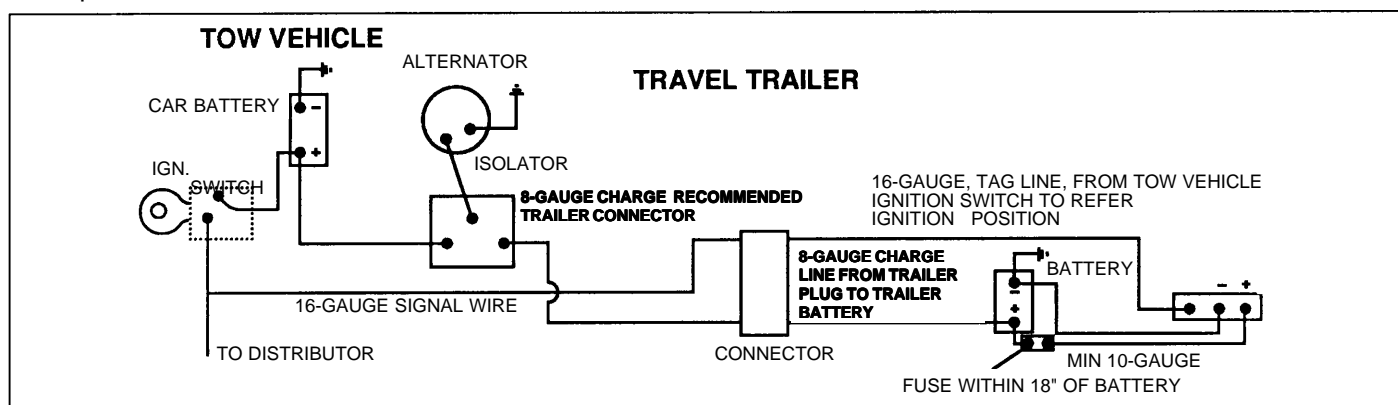 TOW VEHICLE
ALTERNATOR
TRAVEL TRAILER
CAR BATTERY
-
+
IGN.
SWITCH
ISOLATOR
8-GAUGE CHARGE RECOMMENDED
TRAILER CONNECTOR
16-GAUGE, TAG LINE, FROM TOW VEHICLE
IGNITION SWITCH TO REFER
IGNITION POSITION
8-GAUGE CHARGE
LINE FROM TRAILER
PLUG TO TRAILER
BATTERY
BATTERY
-
+
- +
16-GAUGE SIGNAL WIRE
TO DISTRIBUTOR
CONNECTOR
MIN 10-GAUGE
FUSE WITHIN 18" OF BATTERY